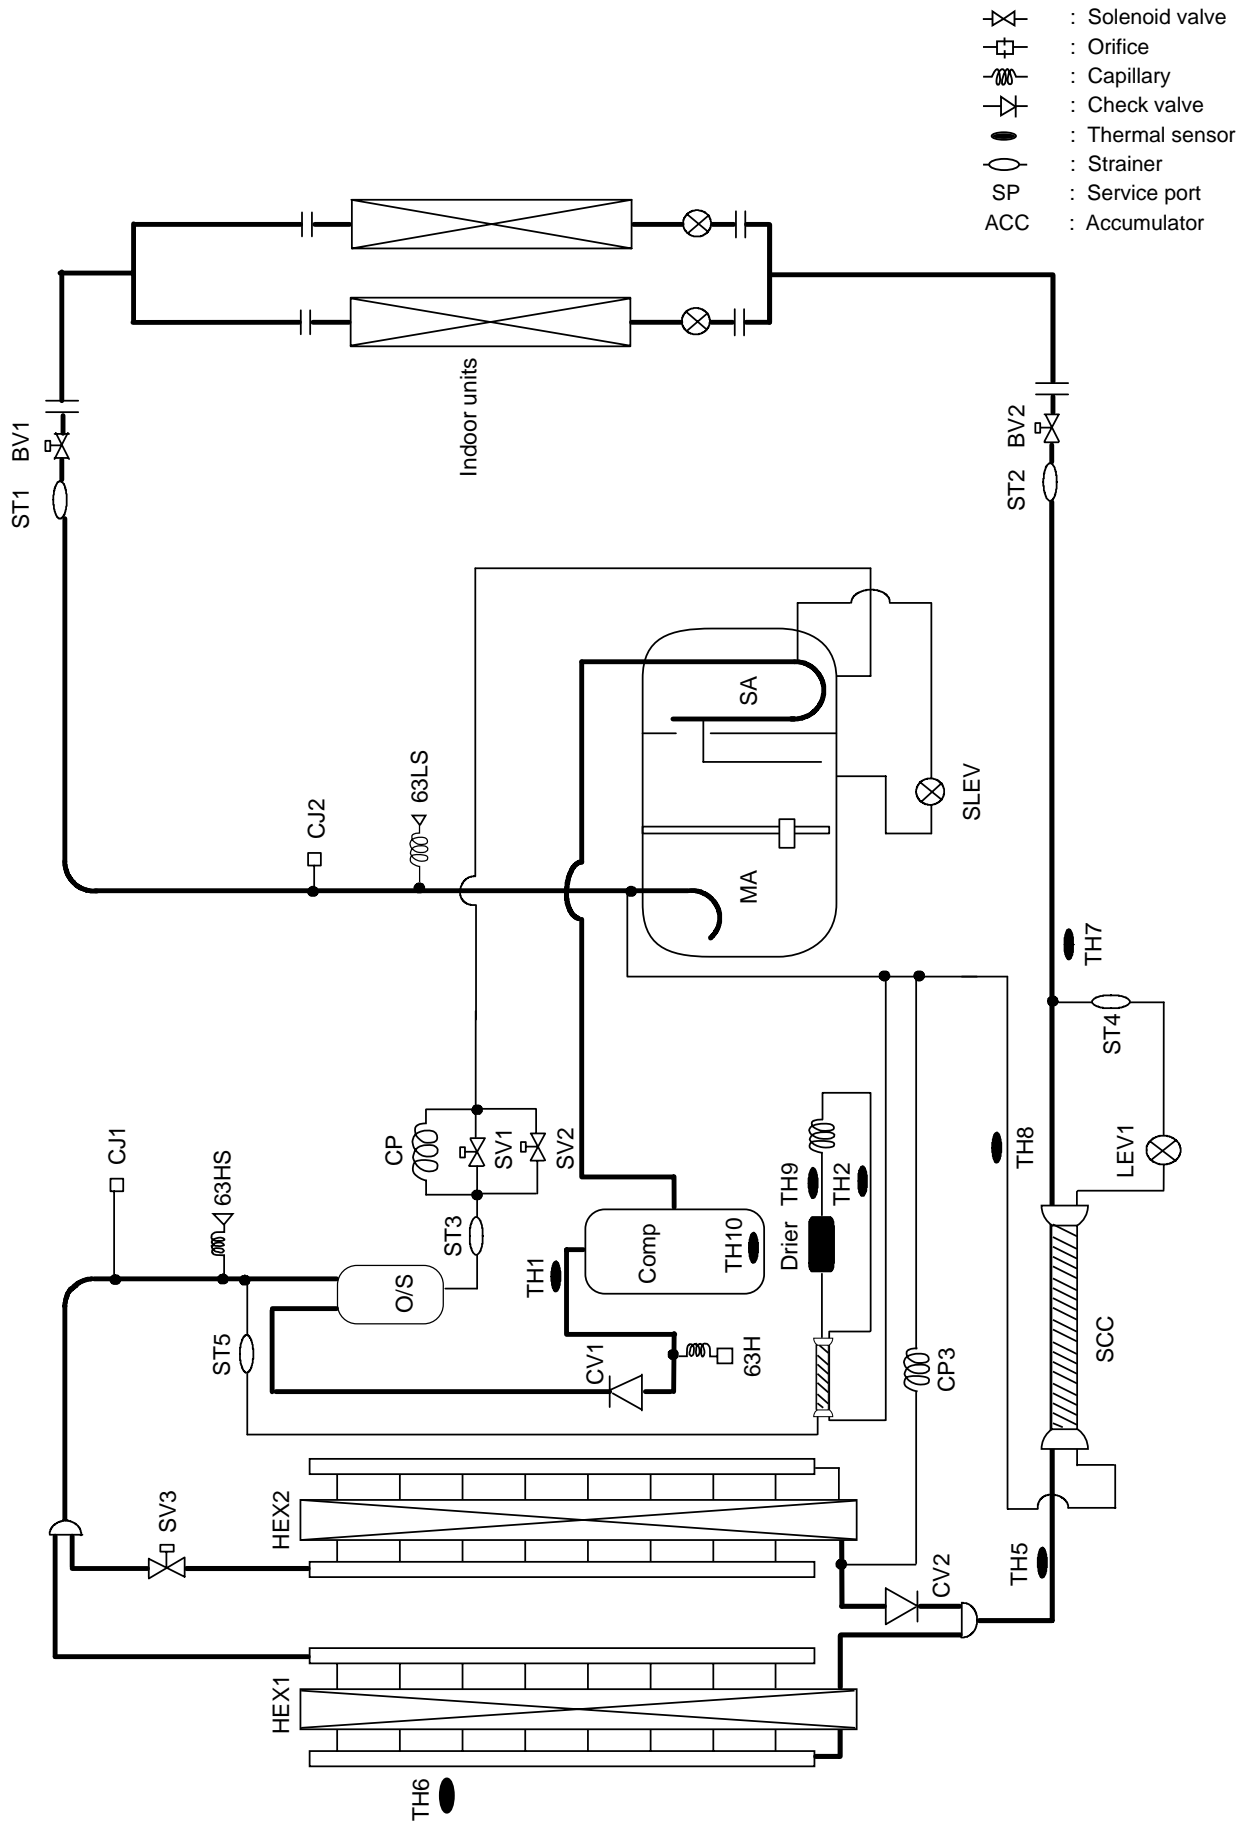 : Solenoid valve
: Orifice
: Capillary
: Check valve
: Thermal sensor
: Strainer
SP : Service port
ACC : Accumulator
BV1
Indoor units
BV2
ST1
ST2
SA
63LS
SLEV
CJ2
MA
TH7
ST4
CJ1
CP
SV1
SV2
TH8
LEV1
63HS
TH9
TH2
ST3
Comp
TH10
Drier
TH1
O/S
ST5
CV1
63H
SCC
CP3
SV3
HEX2
TH5
CV2
HEX1
TH6